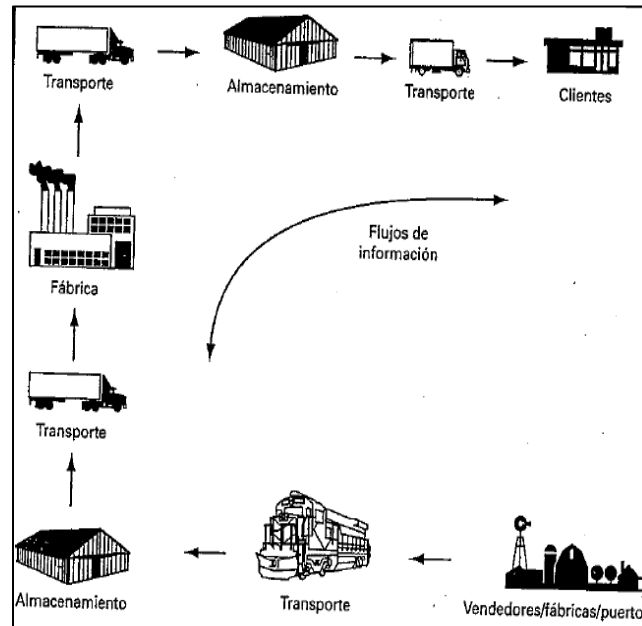 Transporte
Almacenamiento
Transporte
Clientes
Fábrica
Flujos de
información
Transporte
Almacenamiento
Transporte
Vendedores/fábricas/puerto